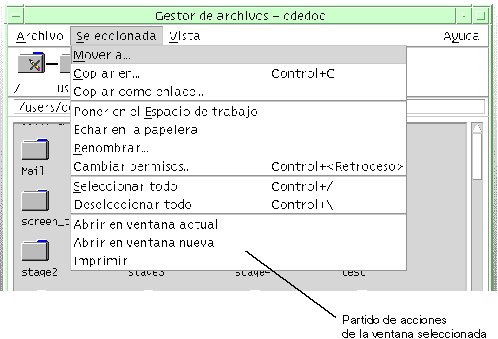 Gestor de archivos – cdedoc
Archivo Seleccionada Vista Ayuda
Mover a...
Copiar en... Control+C
Copiar como enlace...
/ us
/users/c
Poner en el Espacio de trabajo
Echar en la papelera
Renombrar...
Cambiar permisos... Control+<Retroceso>
Mail
Seleccionar todo Control+/
Deseleccionar todo Control+\
screen_
Abrir en ventana actual
Abrir en ventana nueva
Imprimir
stage2 stage3 stage4 test
Partido de acciones
de la ventana seleccionada